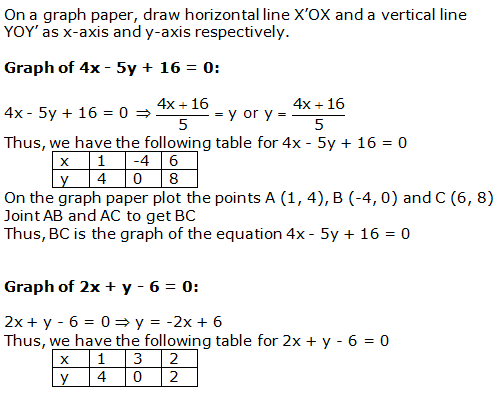 On a graph paper, draw horizontal line X'OX and a vertical line
YOY' as x-axis and y-axis respectively.
Graph of 4x - 5y + 16 = 0:
4x - 5y + 16 = 0 ⇒ (4x + 16)/5 = y or y = (4x + 16)/5
Thus, we have the following table for 4x - 5y + 16 = 0
x 1 -4 6
y 4 0 8
On the graph paper plot the points A (1, 4), B (-4, 0) and C (6, 8)
Joint AB and AC to get BC
Thus, BC is the graph of the equation 4x - 5y + 16 = 0
Graph of 2x + y - 6 = 0:
2x + y - 6 = 0 ⇒ y = -2x + 6
Thus, we have the following table for 2x + y - 6 = 0
x 1 3 2
y 4 0 2